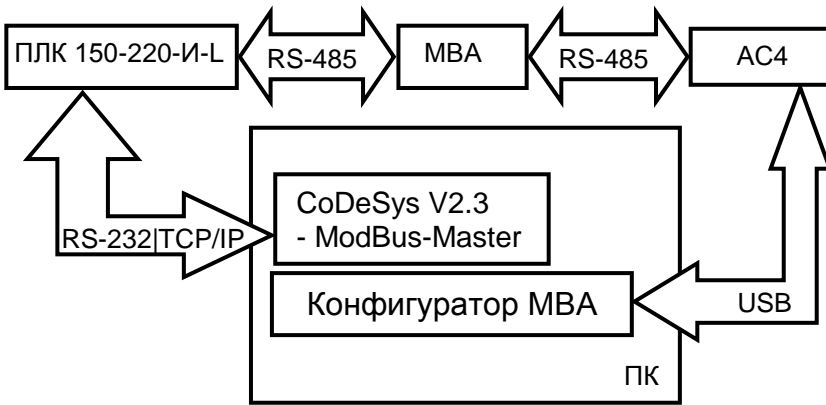 ПЛК 150-220-И-L
RS-485
МВА
RS-485
АС4
CoDeSys V2.3
- ModBus-Master
RS-232|TCP/IP
Конфигуратор МВА
USB
ПК